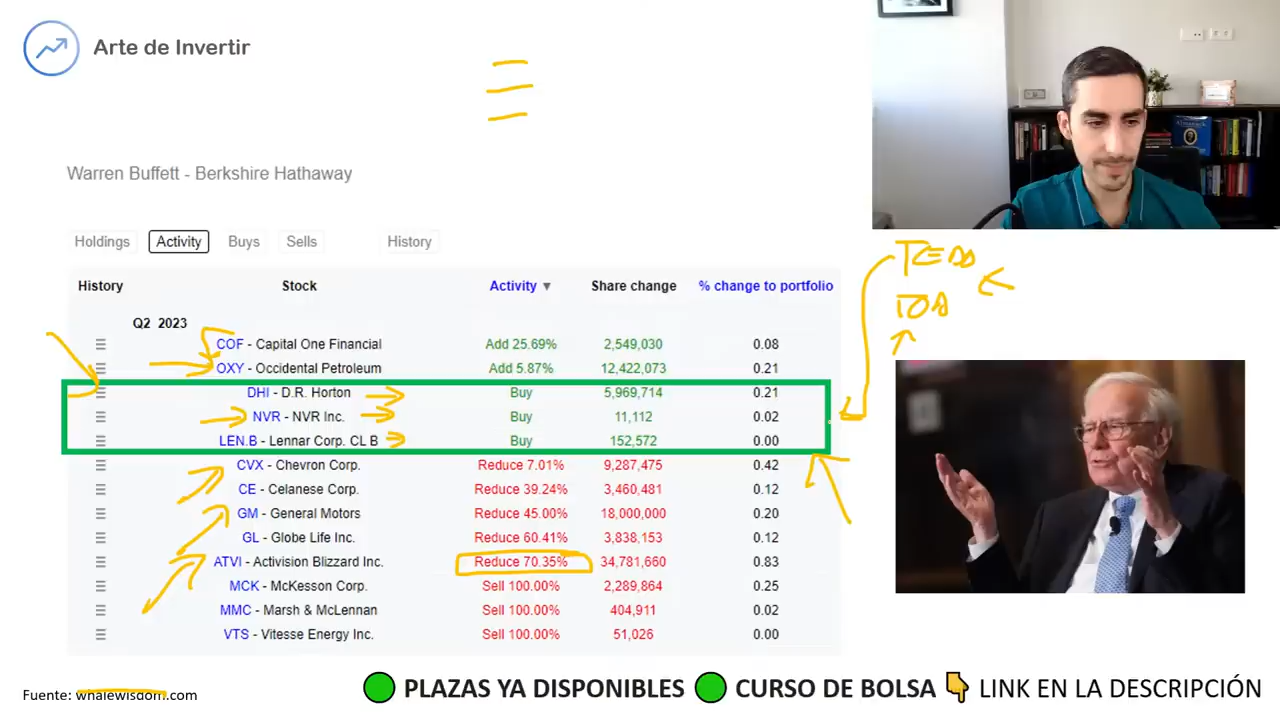 Arte de Invertir
Warren Buffett - Berkshire Hathaway
Holdings Activity Buys Sells History
History Stock Activity ▼ Share change % change to portfolio
Q2 2023
COF - Capital One Financial Add 25.69% 2,549,030 0.08
OXY - Occidental Petroleum Add 5.87% 12,422,073 0.21
DHI - D.R. Horton Buy 5,969,714 0.21
NVR - NVR Inc. Buy 11,112 0.02
LEN.B - Lennar Corp. CL B Buy 152,572 0.00
CVX - Chevron Corp. Reduce 7.01% 9,287,475 0.42
CE - Celanese Corp. Reduce 39.24% 3,460,481 0.12
GM - General Motors Reduce 45.00% 18,000,000 0.20
GL - Globe Life Inc. Reduce 60.41% 3,838,153 0.12
ATVI - Activision Blizzard Inc. Reduce 70.35% 34,781,660 0.83
MCK - McKesson Corp. Sell 100.00% 2,289,864 0.25
MMC - Marsh & McLennan Sell 100.00% 404,911 0.02
VTS - Vitesse Energy Inc. Sell 100.00% 51,026 0.00
Fuente: whalewisdom.com
PLAZAS YA DISPONIBLES CURSO DE BOLSA LINK EN LA DESCRIPCIÓN